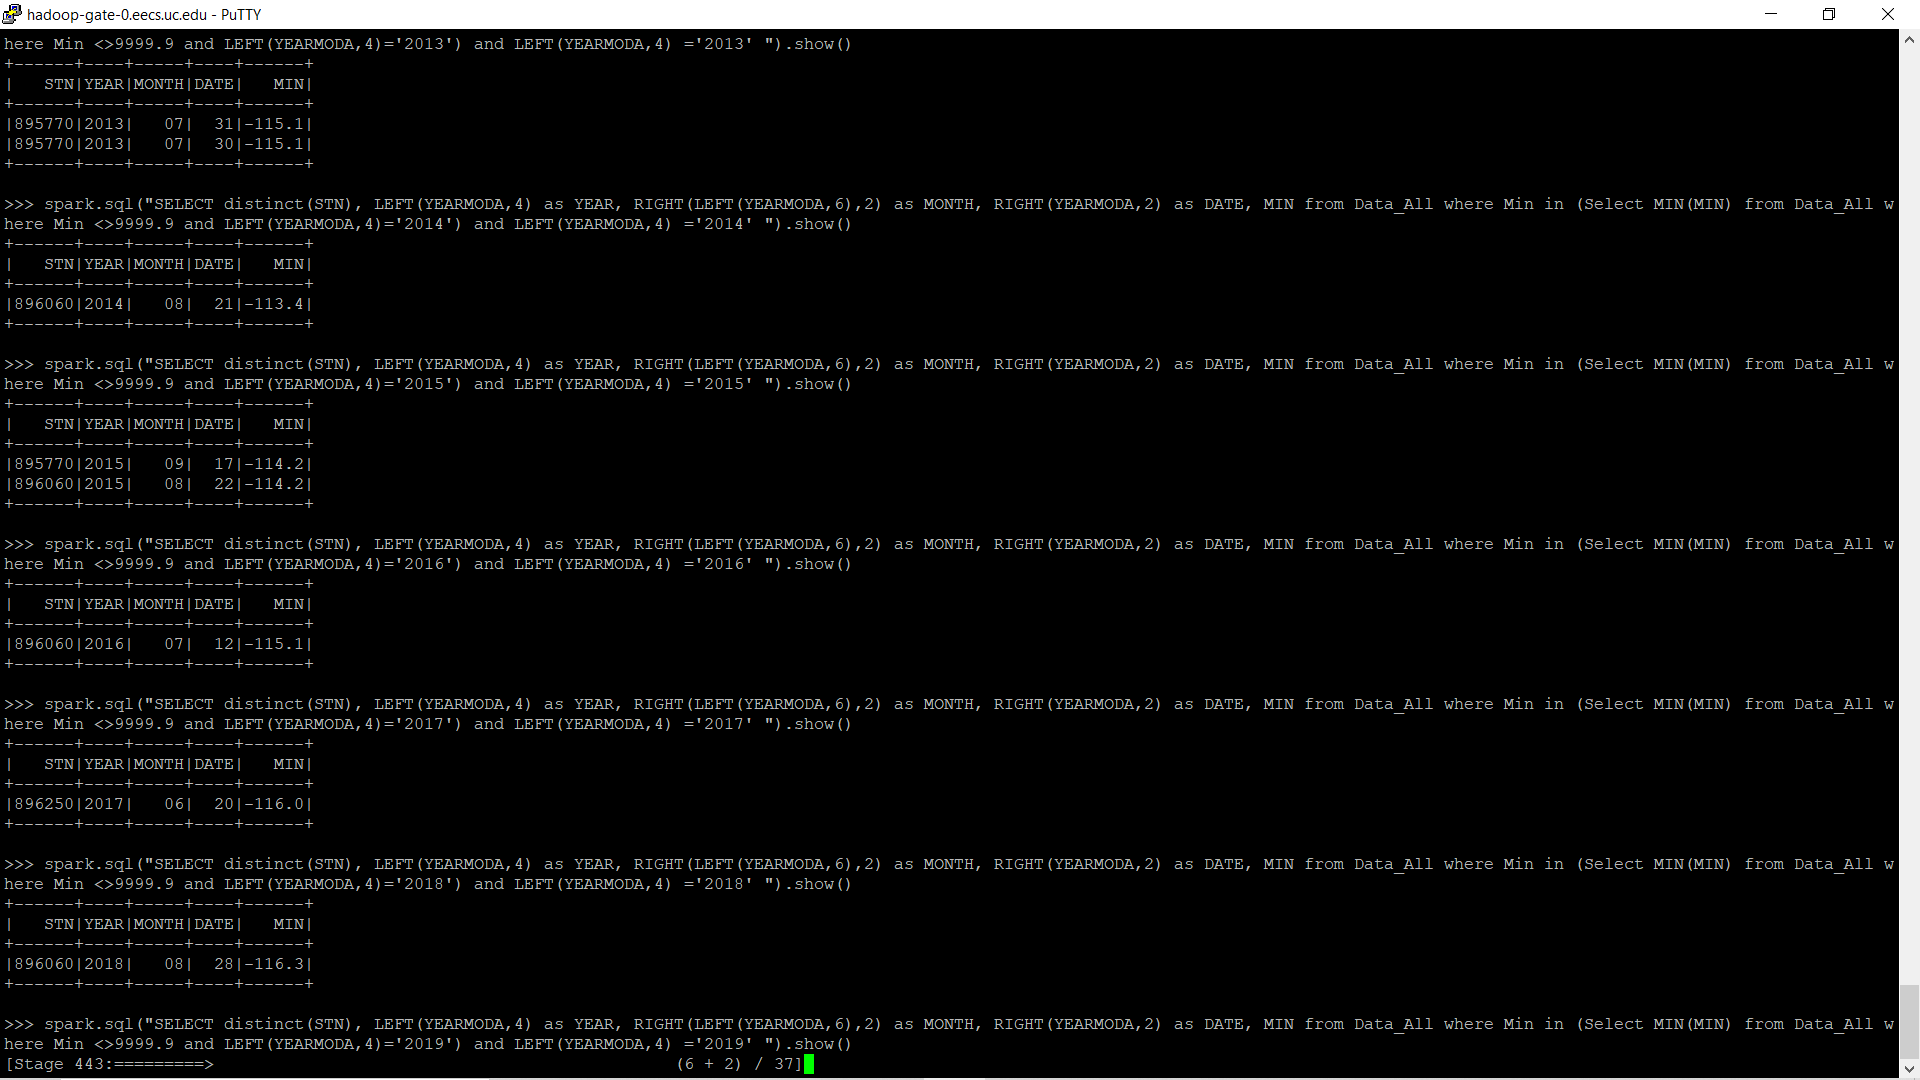 hadoop-gate-0.eecs.uc.edu - PuTTY
here Min <>9999.9 and LEFT(YEARMODA,4)='2013') and LEFT(YEARMODA,4) ='2013' ").show()
+------+----+-----+----+------+
|   STN|YEAR|MONTH|DATE|   MIN|
+------+----+-----+----+------+
|895770|2013|   07|  31|-115.1|
|895770|2013|   07|  30|-115.1|
+------+----+-----+----+------+
>>> spark.sql("SELECT distinct(STN), LEFT(YEARMODA,4) as YEAR, RIGHT(LEFT(YEARMODA,6),2) as MONTH, RIGHT(YEARMODA,2) as DATE, MIN from Data_All where Min in (Select MIN(MIN) from Data_All w
here Min <>9999.9 and LEFT(YEARMODA,4)='2014') and LEFT(YEARMODA,4) ='2014' ").show()
+------+----+-----+----+------+
|   STN|YEAR|MONTH|DATE|   MIN|
+------+----+-----+----+------+
|896060|2014|   08|  21|-113.4|
+------+----+-----+----+------+
>>> spark.sql("SELECT distinct(STN), LEFT(YEARMODA,4) as YEAR, RIGHT(LEFT(YEARMODA,6),2) as MONTH, RIGHT(YEARMODA,2) as DATE, MIN from Data_All where Min in (Select MIN(MIN) from Data_All w
here Min <>9999.9 and LEFT(YEARMODA,4)='2015') and LEFT(YEARMODA,4) ='2015' ").show()
+------+----+-----+----+------+
|   STN|YEAR|MONTH|DATE|   MIN|
+------+----+-----+----+------+
|895770|2015|   09|  17|-114.2|
|896060|2015|   08|  22|-114.2|
+------+----+-----+----+------+
>>> spark.sql("SELECT distinct(STN), LEFT(YEARMODA,4) as YEAR, RIGHT(LEFT(YEARMODA,6),2) as MONTH, RIGHT(YEARMODA,2) as DATE, MIN from Data_All where Min in (Select MIN(MIN) from Data_All w
here Min <>9999.9 and LEFT(YEARMODA,4)='2016') and LEFT(YEARMODA,4) ='2016' ").show()
+------+----+-----+----+------+
|   STN|YEAR|MONTH|DATE|   MIN|
+------+----+-----+----+------+
|896060|2016|   07|  12|-115.1|
+------+----+-----+----+------+
>>> spark.sql("SELECT distinct(STN), LEFT(YEARMODA,4) as YEAR, RIGHT(LEFT(YEARMODA,6),2) as MONTH, RIGHT(YEARMODA,2) as DATE, MIN from Data_All where Min in (Select MIN(MIN) from Data_All w
here Min <>9999.9 and LEFT(YEARMODA,4)='2017') and LEFT(YEARMODA,4) ='2017' ").show()
+------+----+-----+----+------+
|   STN|YEAR|MONTH|DATE|   MIN|
+------+----+-----+----+------+
|896250|2017|   06|  20|-116.0|
+------+----+-----+----+------+
>>> spark.sql("SELECT distinct(STN), LEFT(YEARMODA,4) as YEAR, RIGHT(LEFT(YEARMODA,6),2) as MONTH, RIGHT(YEARMODA,2) as DATE, MIN from Data_All where Min in (Select MIN(MIN) from Data_All w
here Min <>9999.9 and LEFT(YEARMODA,4)='2018') and LEFT(YEARMODA,4) ='2018' ").show()
+------+----+-----+----+------+
|   STN|YEAR|MONTH|DATE|   MIN|
+------+----+-----+----+------+
|896060|2018|   08|  28|-116.3|
+------+----+-----+----+------+
>>> spark.sql("SELECT distinct(STN), LEFT(YEARMODA,4) as YEAR, RIGHT(LEFT(YEARMODA,6),2) as MONTH, RIGHT(YEARMODA,2) as DATE, MIN from Data_All where Min in (Select MIN(MIN) from Data_All w
here Min <>9999.9 and LEFT(YEARMODA,4)='2019') and LEFT(YEARMODA,4) ='2019' ").show()
[Stage 443:=========>                                              (6 + 2) / 37]